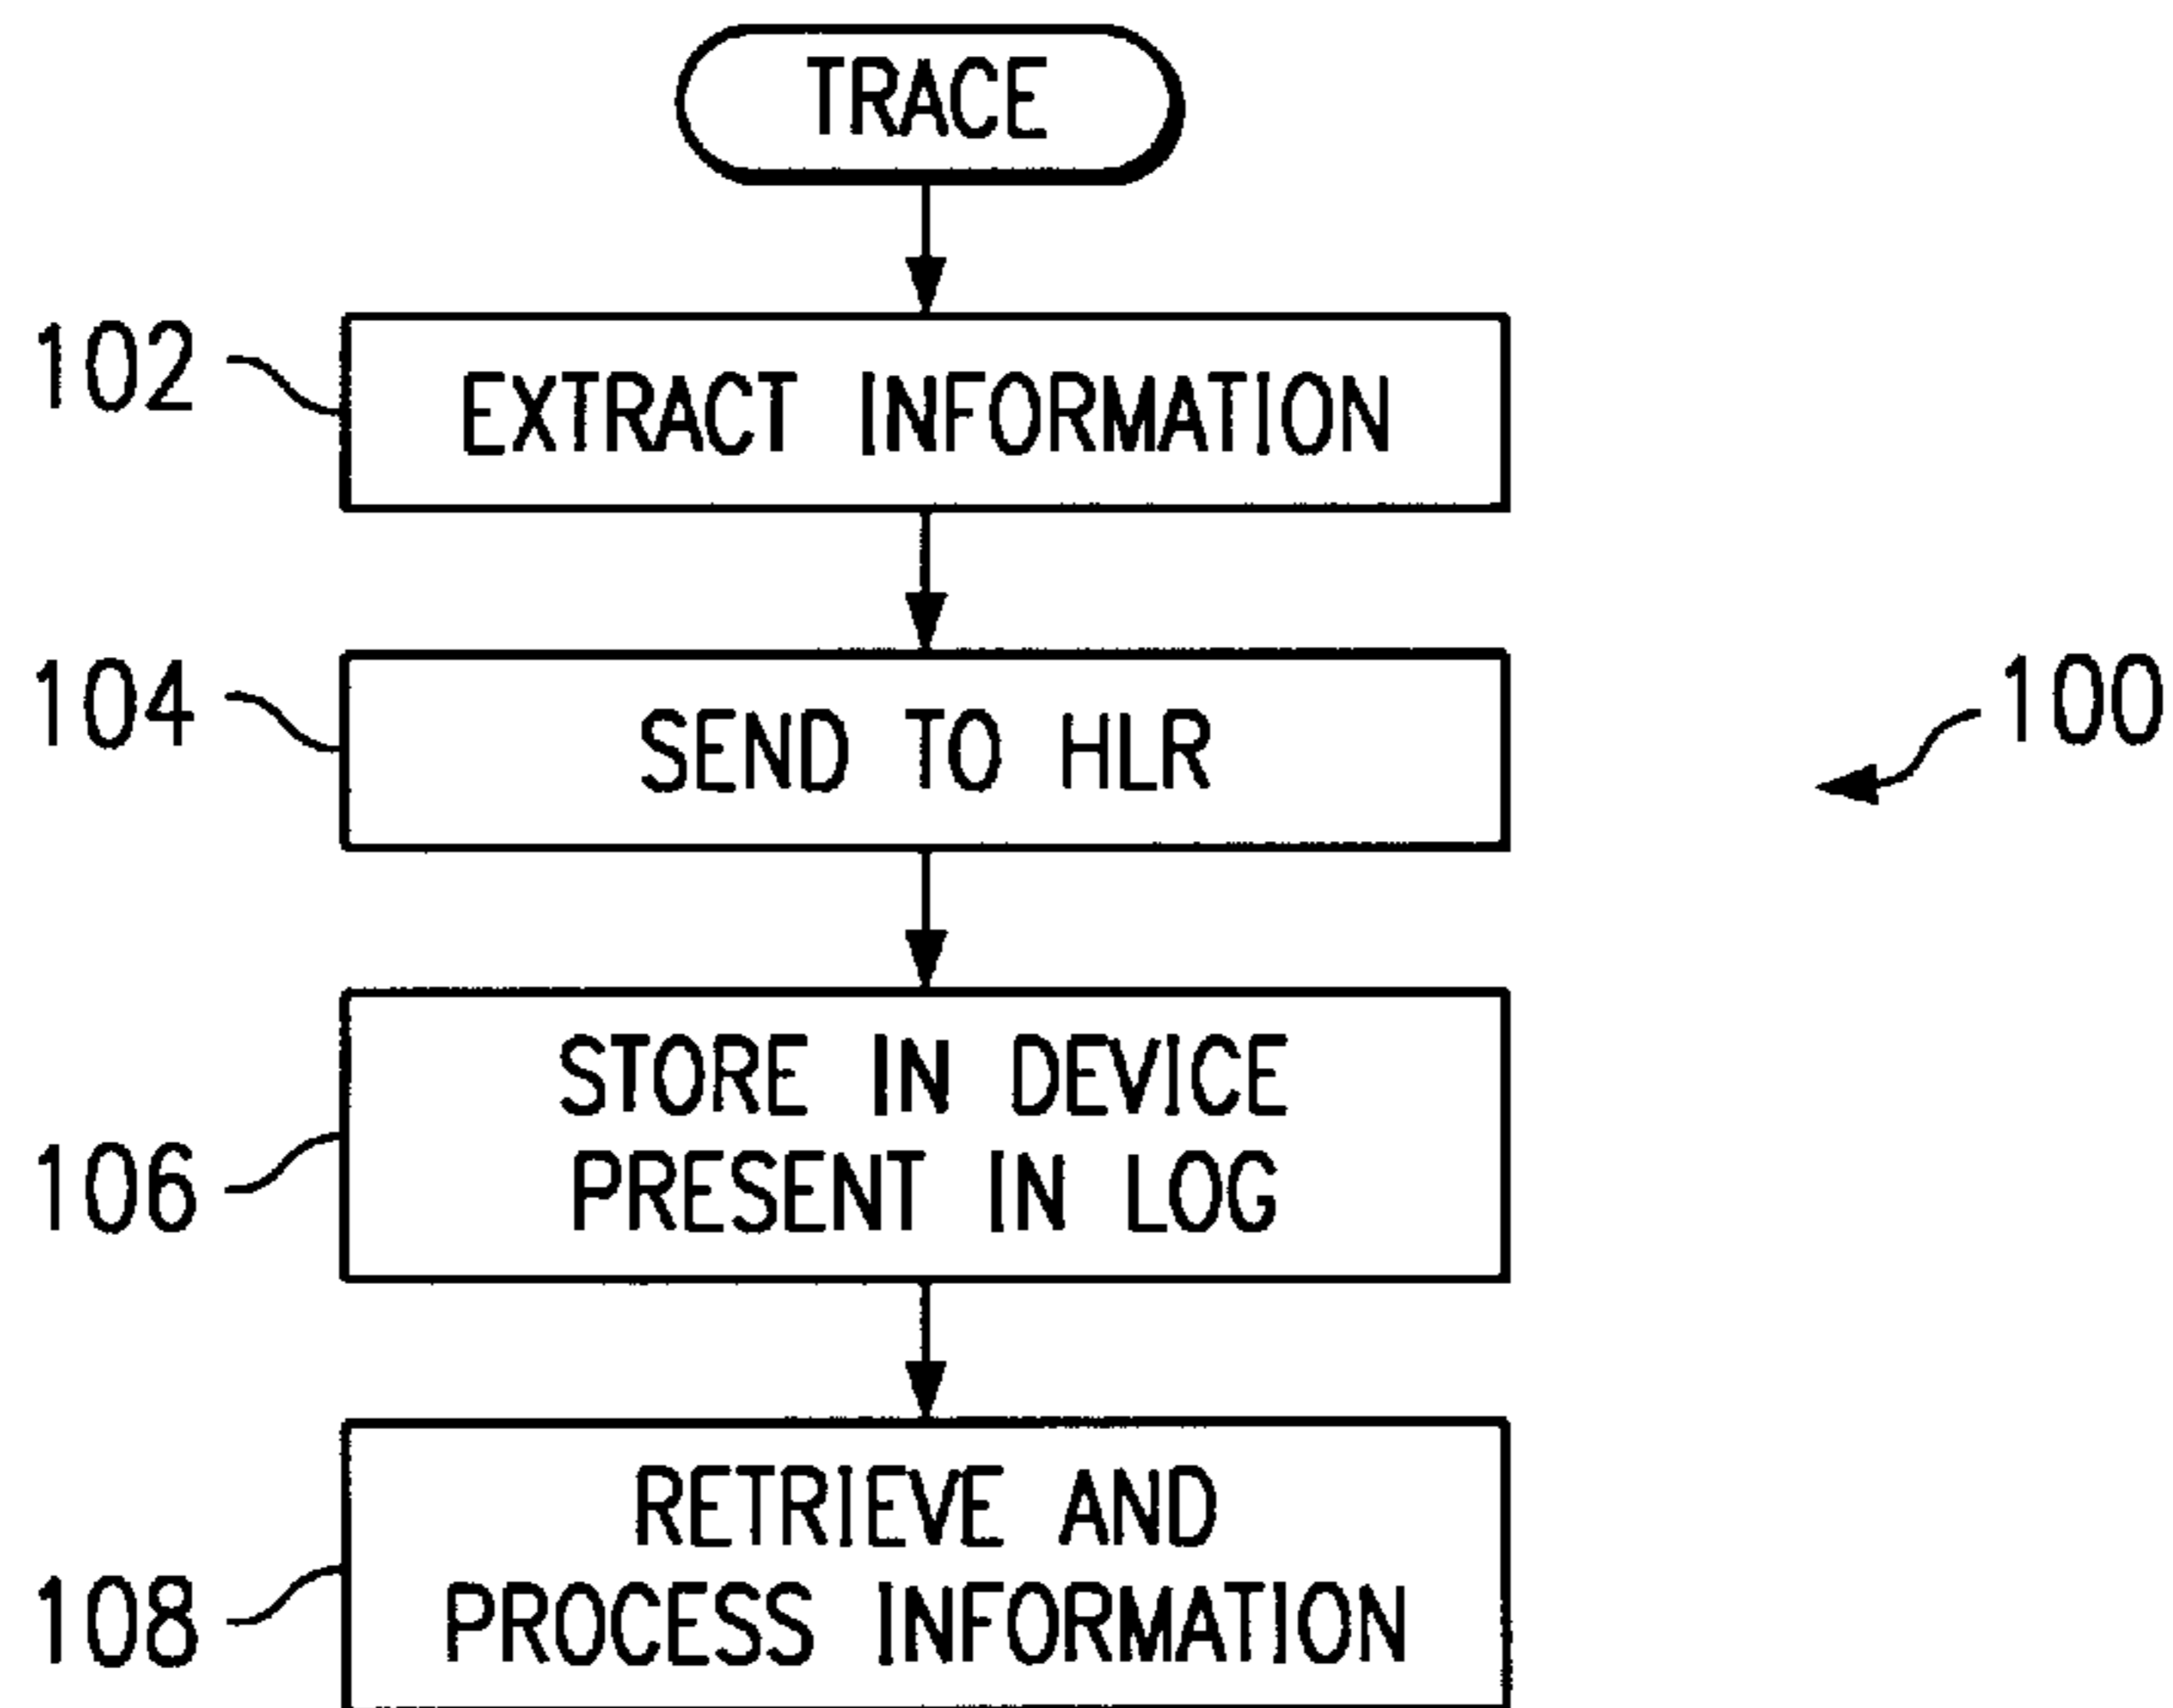 TRACE
102
EXTRACT INFORMATION
104
SEND TO HLR
100
STORE IN DEVICE
PRESENT IN LOG
106
RETRIEVE AND
PROCESS INFORMATION
108